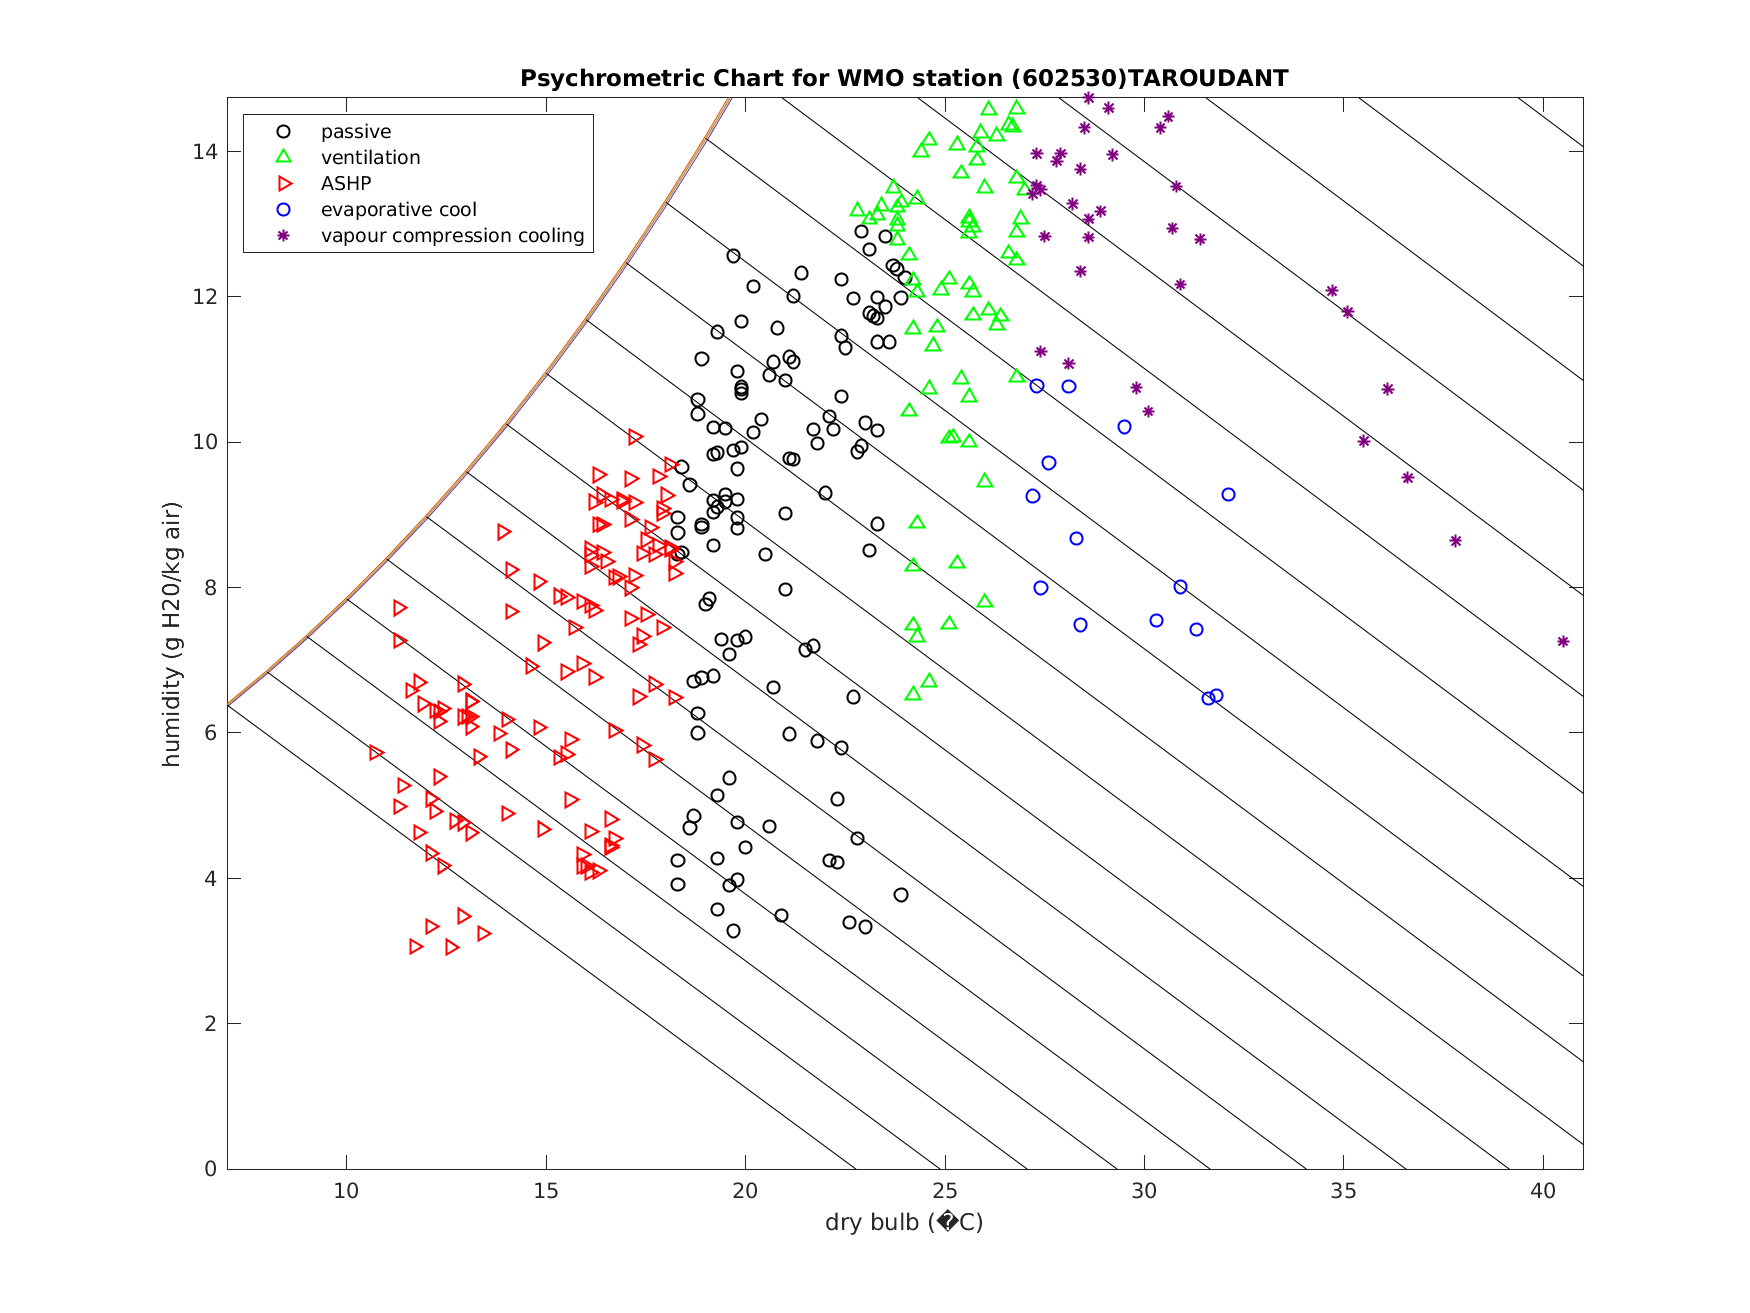 Psychrometric Chart for WMO station (602530)TAROUDANT
passive
ventilation
ASHP
evaporative cool
vapour compression cooling
humidity (g H20/kg air)
14
12
10
8
6
4
2
0
10 15 20 25 30 35 40
dry bulb (�C)